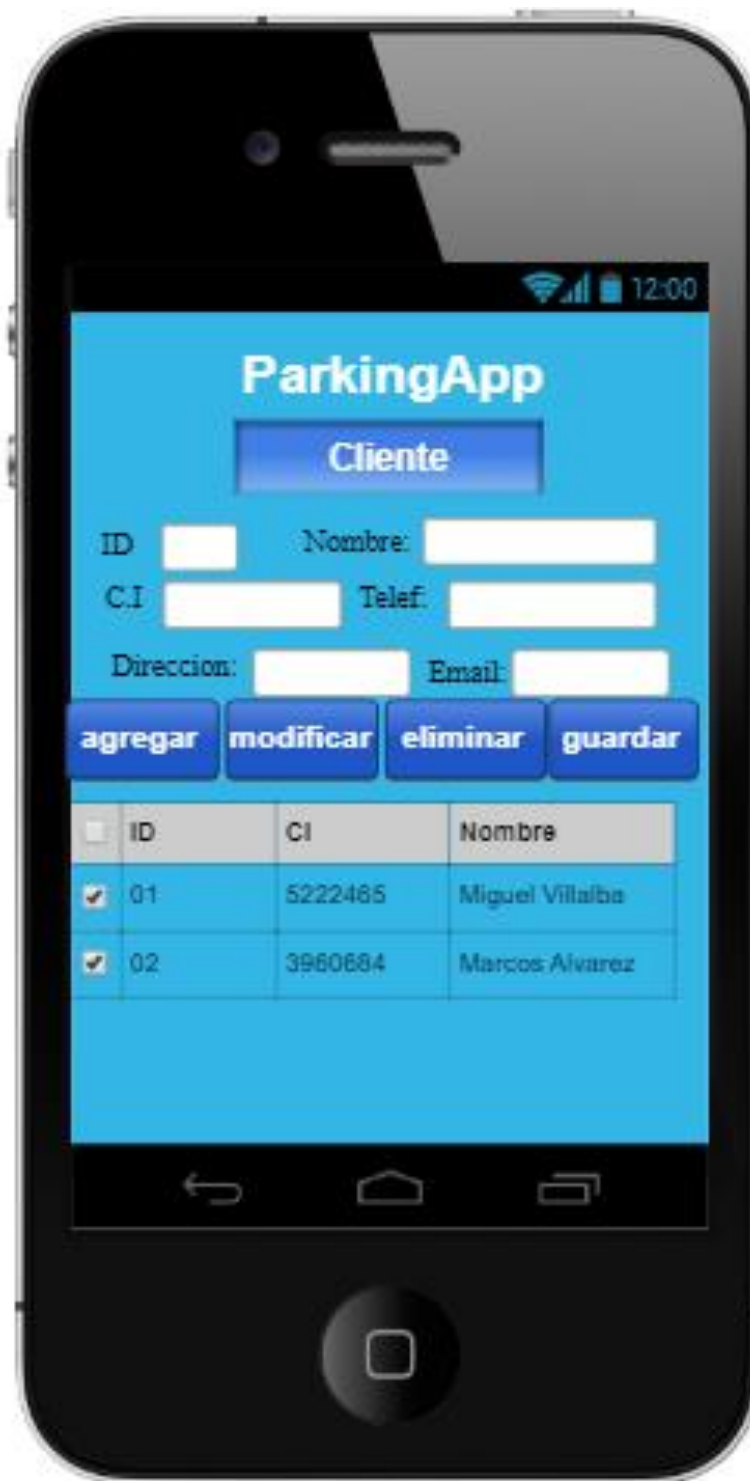 12:00
ParkingApp
Cliente
ID Nombre:
C.I Telef:
Direccion: Email:
agregar modificar eliminar guardar
ID CI Nombre
01 5222465 Miguel Villalba
02 3960684 Marcos Alvarez